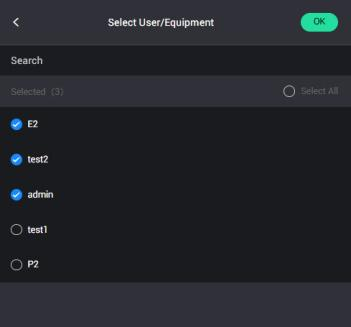 Select User/Equipment OK
Search
Selected (3) Select All
E2
test2
admin
test1
P2